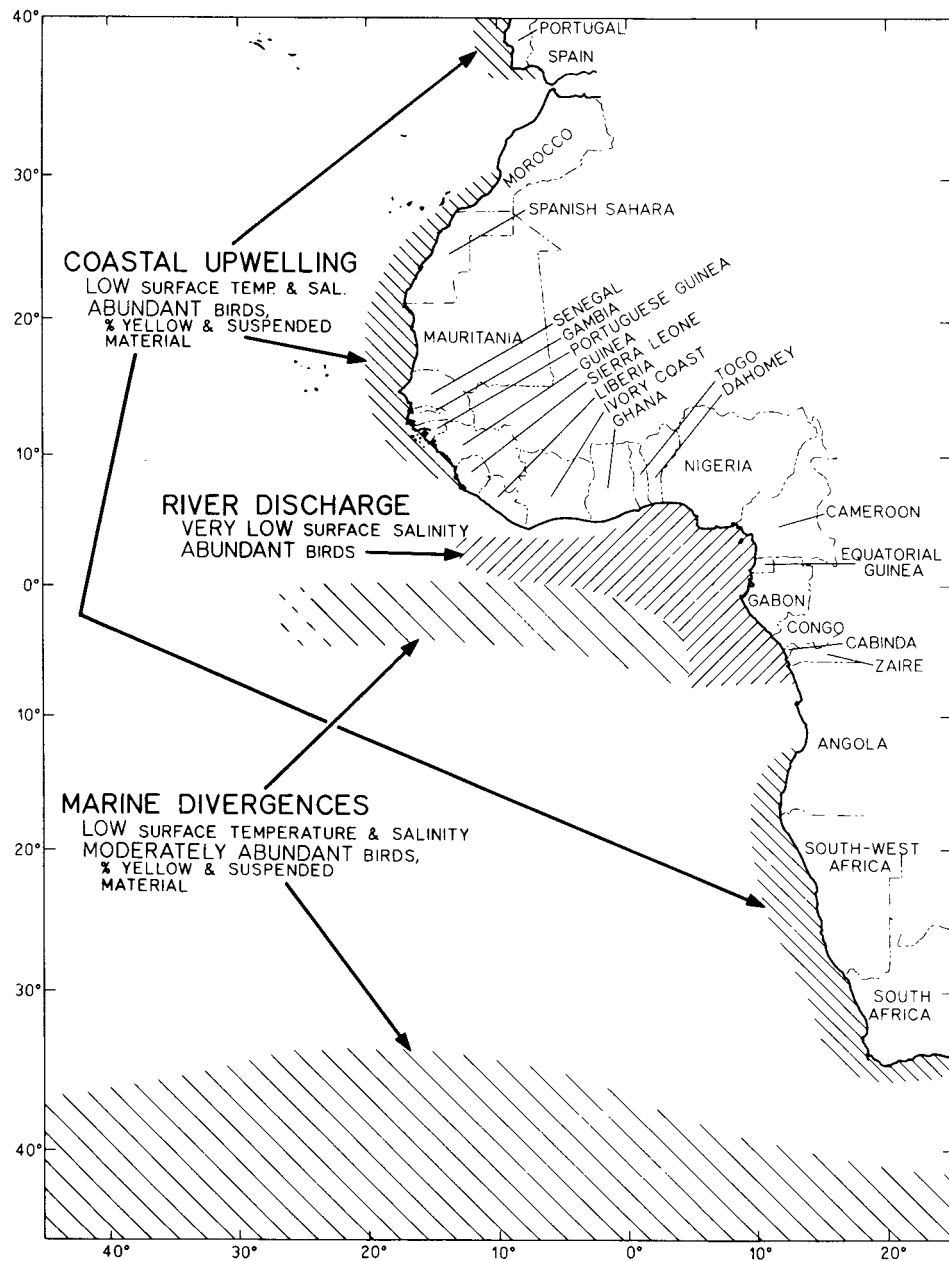 40°
PORTUGAL
SPAIN
30°
MOROCCO
SPANISH SAHARA
COASTAL UPWELLING
LOW SURFACE TEMP. & SAL.
ABUNDANT BIRDS,
% YELLOW & SUSPENDED
MATERIAL
20°
MAURITANIA
SENEGAL
GAMBIA
PORTUGUESE GUINEA
GUINEA
SIERRA LEONE
LIBERIA
IVORY COAST
GHANA
TOGO
DAHOMEY
10°
NIGERIA
RIVER DISCHARGE
VERY LOW SURFACE SALINITY
ABUNDANT BIRDS
CAMEROON
EQUATORIAL
GUINEA
0°
GABON
CONGO
CABINDA
ZAIRE
10°
ANGOLA
MARINE DIVERGENCES
LOW SURFACE TEMPERATURE & SALINITY
MODERATELY ABUNDANT BIRDS,
% YELLOW & SUSPENDED
MATERIAL
20°
SOUTH-WEST
AFRICA
30°
SOUTH
AFRICA
40°
40° 30° 20° 10° 0° 10° 20°